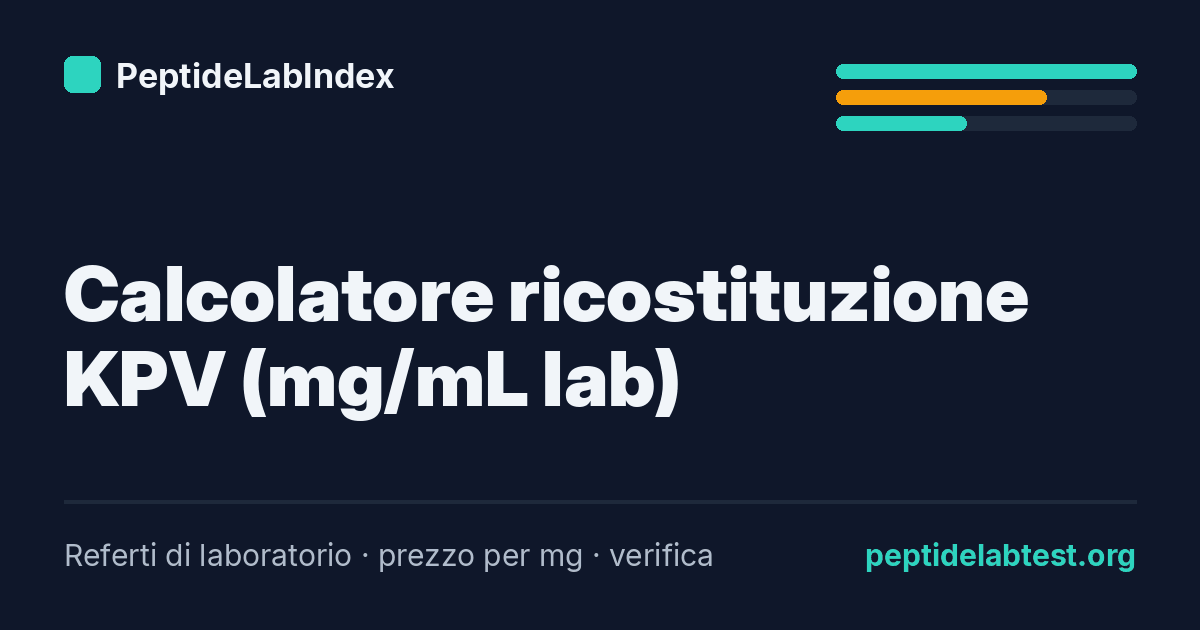 PeptideLabIndex
Calcolatore ricostituzione
KPV (mg/mL lab)
Referti di laboratorio · prezzo per mg · verifica
peptidelabtest.org